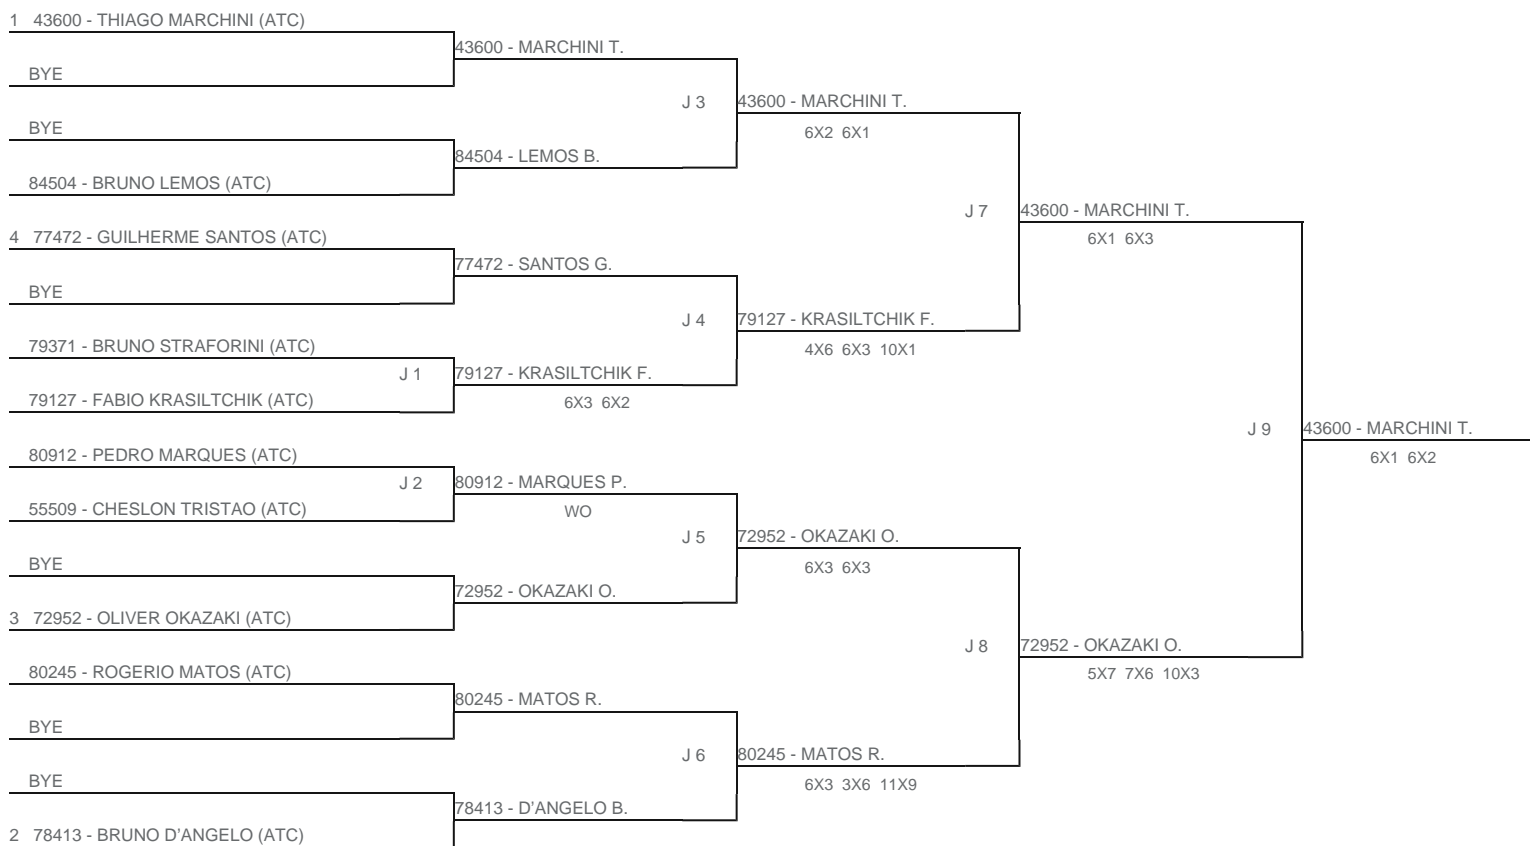 1 43600 - THIAGO MARCHINI (ATC)
43600 - MARCHINI T.
BYE
J 3
43600 - MARCHINI T.
6X2 6X1
BYE
84504 - LEMOS B.
84504 - BRUNO LEMOS (ATC)
J 7
43600 - MARCHINI T.
6X1 6X3
4 77472 - GUILHERME SANTOS (ATC)
77472 - SANTOS G.
BYE
J 4
79127 - KRASILTCHIK F.
4X6 6X3 10X1
79371 - BRUNO STRAFORINI (ATC)
J 1
79127 - KRASILTCHIK F.
6X3 6X2
79127 - FABIO KRASILTCHIK (ATC)
J 9
43600 - MARCHINI T.
6X1 6X2
80912 - PEDRO MARQUES (ATC)
J 2
80912 - MARQUES P.
WO
55509 - CHESLON TRISTAO (ATC)
J 5
72952 - OKAZAKI O.
6X3 6X3
BYE
72952 - OKAZAKI O.
3 72952 - OLIVER OKAZAKI (ATC)
J 8
72952 - OKAZAKI O.
5X7 7X6 10X3
80245 - ROGERIO MATOS (ATC)
80245 - MATOS R.
BYE
J 6
80245 - MATOS R.
6X3 3X6 11X9
BYE
78413 - D'ANGELO B.
2 78413 - BRUNO D'ANGELO (ATC)